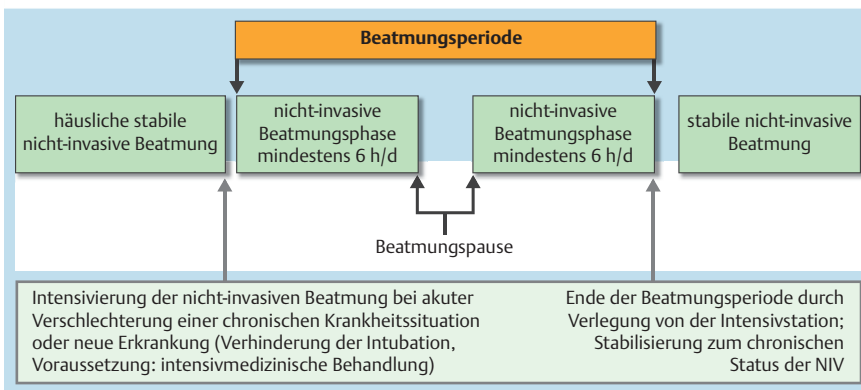 Beatmungsperiode
häusliche stabile
nicht-invasive Beatmung
nicht-invasive
Beatmungsphase
mindestens 6 h/d
nicht-invasive
Beatmungsphase
mindestens 6 h/d
stabile nicht-invasive
Beatmung
Beatmungspause
Intensivierung der nicht-invasiven Beatmung bei akuter
Verschlechterung einer chronischen Krankheitssituation
oder neue Erkrankung (Verhinderung der Intubation,
Voraussetzung: intensivmedizinische Behandlung)
Ende der Beatmungsperiode durch
Verlegung von der Intensivstation;
Stabilisierung zum chronischen
Status der NIV